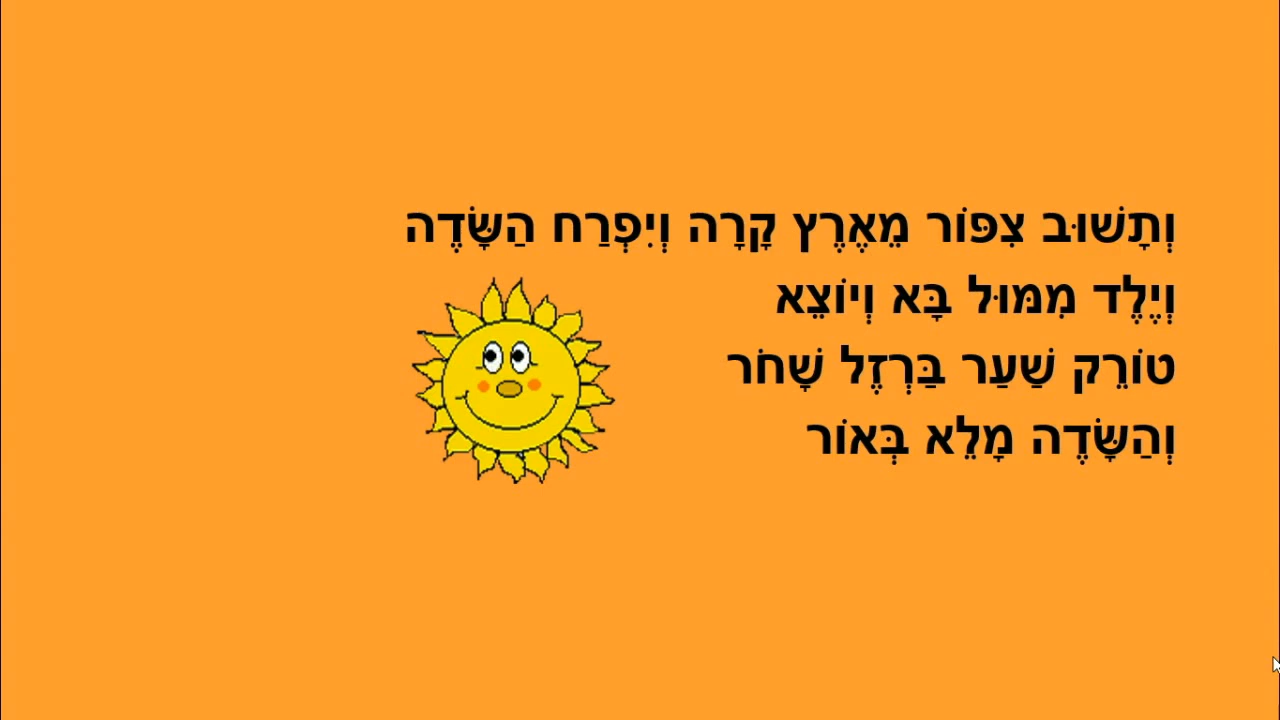 וְתָשׁוּב צִפּוֹר מֵאֶרֶץ קָרָה וְיִפְרַח הַשָּׂדֶה
וְיֶלֶד מִמּוּל בָּא וְיוֹצֵא
טוֹרֵק שַׁעַר בַּרְזֶל שָׁחֹר
וְהַשָּׂדֶה מָלֵא בְּאוֹר